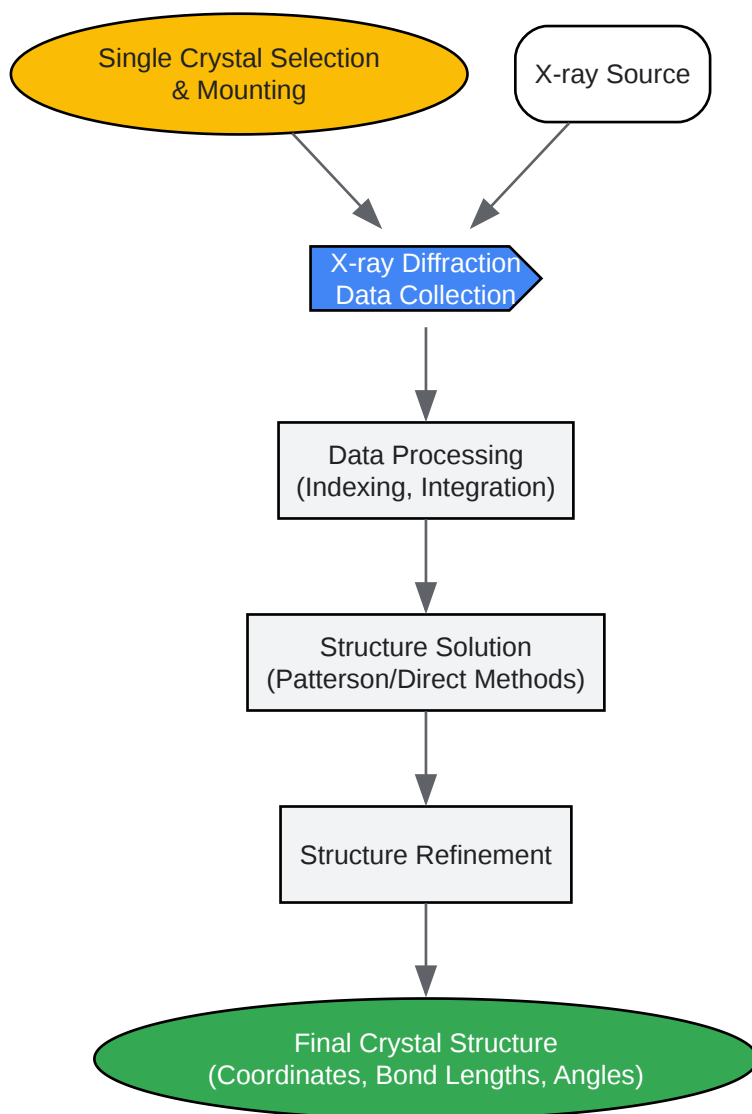 Single Crystal Selection
& Mounting
X-ray Source
X-ray Diffraction
Data Collection
Data Processing
(Indexing, Integration)
Structure Solution
(Patterson/Direct Methods)
Structure Refinement
Final Crystal Structure
(Coordinates, Bond Lengths, Angles)